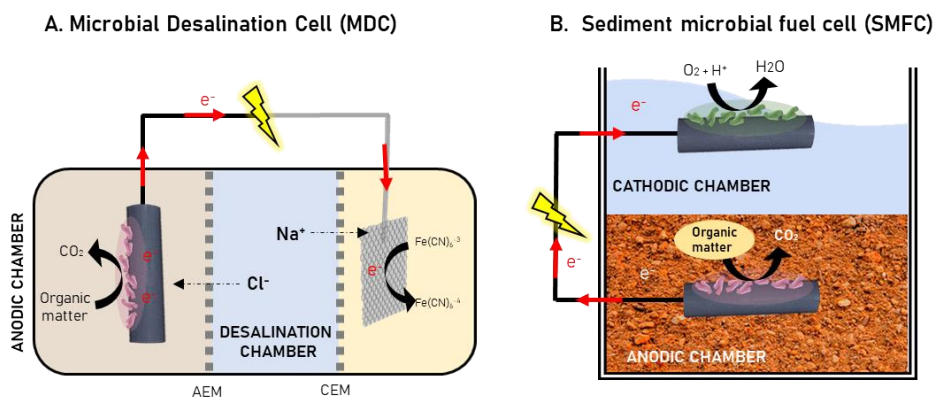 A. Microbial Desalination Cell (MDC)
e⁻
ANODIC CHAMBER
CO₂
Organic
matter
e⁻
e⁻
Cl⁻
Na⁺
DESALINATION
CHAMBER
e⁻
Fe(CN)₆⁻³
Fe(CN)₆⁻⁴
AEM
CEM
B. Sediment microbial fuel cell (SMFC)
O₂ + H⁺
H2O
e⁻
CATHODIC CHAMBER
Organic
matter
CO₂
e⁻
e⁻
ANODIC CHAMBER